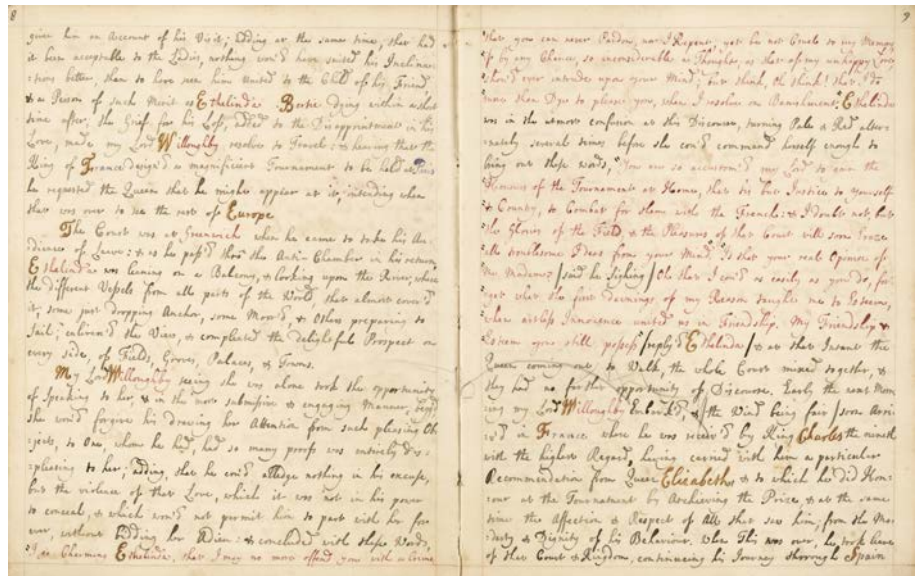 8
give him an Account of his Visit; adding at the same time, that had
it been acceptable to the Ladies, nothing wou'd have suited his Inclinat
:tions better, than to have seen him United to the Child of his Friend,
& a Person of such Merit as Ethelinda. Bertie dying within a short
time after, the Grief for his Loss, added to the Disappointment in his
Love, made my Lord Willoughby resolve to Travel: & hearing that the
King of France design'd a magnificent Tournament to be held at Paris
he requested the Queen that he might appear at it; intending when
that was over to see the rest of Europe.
The Court was at Greenwich when he came to take his Au-
dience of Leave: & as he pass'd thro' the Anti-Chamber in his return,
Ethelinda was leaning on a Balcony, & looking upon the River; where
the different Vessels from all parts of the World, that almost cover'd
it, some just dropping Anchor, some Moor'd, & Others preparing to
Sail; enliven'd the View, & compleated the delightful Prospect on
every side, of Fields, Groves, Palaces, & Towns.
My Lord Willoughby seeing she was alone took the opportunity
of Speaking to her, & in the most submissive & engaging Manner, beg'd
she wou'd forgive his drawing her Attention from such pleasing Ob
:jects, to One whom he had, had so many proofs was entirely dis=
:pleasing to her; adding, that he cou'd alledge nothing in his excuse,
but the violence of that Love, which it was not in his power
to conceal, & which wou'd not permit him to part with her for
ever, without bidding her Adieu: & concluded with these Words,
Charming Ethelinda, that I may no more offend you with a Crime
9
that you can never Pardon, nor I Repent, yet be not Cruel to my Memory
if by any Chance, so inconsiderable a Thought, as that of my unhappy Love
shou'd ever intrude upon your Mind; but think, oh think! that I do
more than Dye to please you, when I resolve on Banishment; Ethelinda
was in the utmost confusion at this Discourse, turning Pale & Red alter-
nately several times before she cou'd command herself enough to
bring out these words, You are so accustom'd my Lord to gain the
Honours of the Tournaments at Home, that tis but Justice to yourself
& Country, to Combat for them with the French: & I doubt not, but
the Glories of the Field, & the Pleasures of that Court will soon Eraze
all troublesome Ideas from your Mind. Is that your real Opinion of
Me Madam? / said he Sighing / Oh that I cou'd as easily as you do, for=
get what the first dawnings of my Reason taught me to Esteem,
when artless Innocence united us in Friendship. My Friendship &
Esteem you still possess / reply'd Ethelinda / & at that Instant the
Queen coming out to Walk, the whole Court mixed together, &
they had no further opportunity of Discourse. Early the next Morn
ing my Lord Willoughby Embark'd, & / the Wind being fair / soon Arri
v'd in France where he was receiv'd by King Charles the ninth
with the highest Regard, having carried with him a particular
Recommendation from Queen Elizabeth & to which he did Hon=
:our at the Tournament by Archieving the Prize, & at the same
time the Affection & Respect of All that saw him, from the Mo=
:desty & Dignity of his Behaviour. When This was over, he took leave
of that Court & Kingdom, continueing his Journey thorough Spain